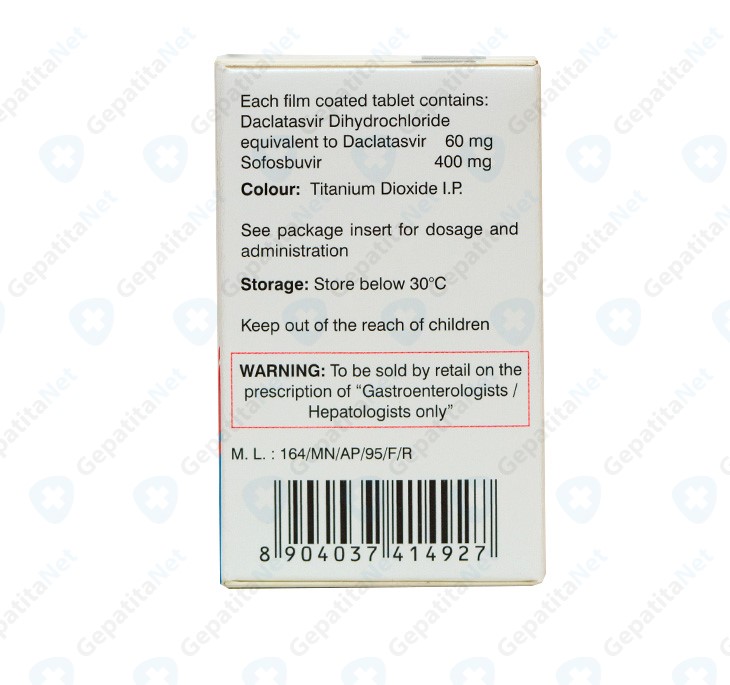 Each film coated tablet contains:
Daclatasvir Dihydrochloride
equivalent to Daclatasvir 60 mg
Sofosbuvir 400 mg
Colour: Titanium Dioxide I.P.
See package insert for dosage and
administration
Storage: Store below 30°C
Keep out of the reach of children
WARNING: To be sold by retail on the
prescription of “Gastroenterologists /
Hepatologists only”
M. L. : 164/MN/AP/95/F/R
8 904037 414927
GepatitaNet